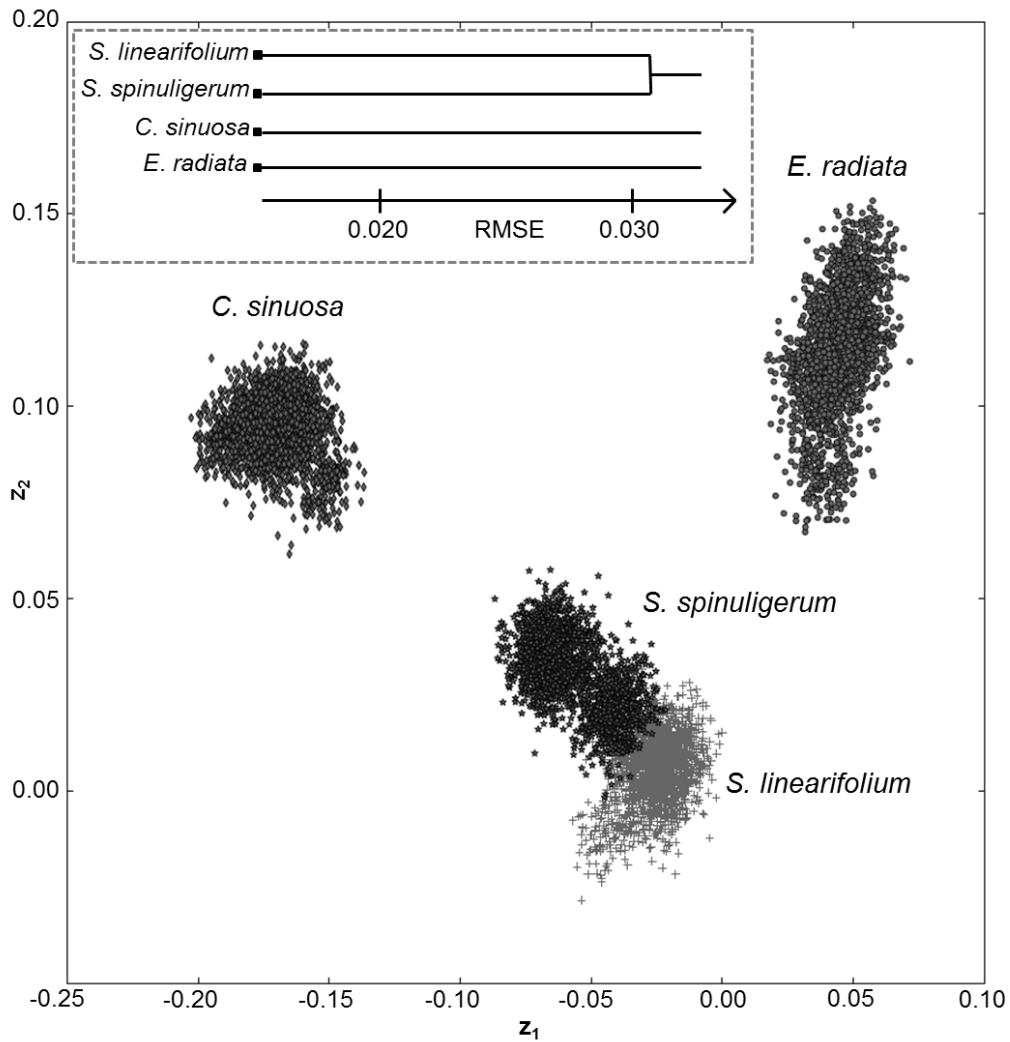 0.20
S. linearifolium
S. spinuligerum
C. sinuosa
E. radiata
0.020 RMSE 0.030
E. radiata
0.15
C. sinuosa
0.10
z2
0.05
S. spinuligerum
0.00
S. linearifolium
-0.25 -0.20 -0.15 -0.10 -0.05 0.00 0.05 0.10
z1